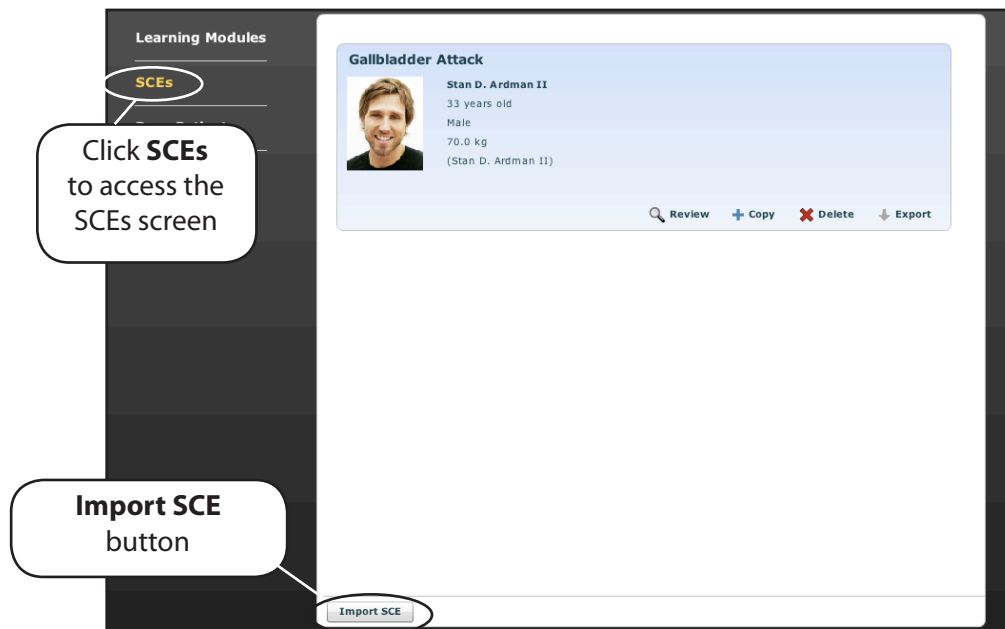 Learning Modules
SCEs
Click SCEs
to access the
SCEs screen
Gallbladder Attack
Stan D. Ardman II
33 years old
Male
70.0 kg
(Stan D. Ardman II)
Review Copy Delete Export
Import SCE
button
Import SCE